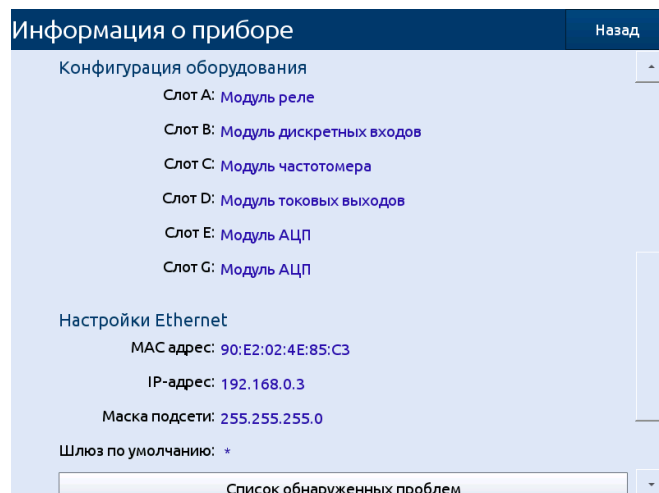 Информация о приборе Назад
Конфигурация оборудования
Слот A: Модуль реле
Слот B: Модуль дискретных входов
Слот C: Модуль частотомера
Слот D: Модуль токовых выходов
Слот E: Модуль АЦП
Слот G: Модуль АЦП
Настройки Ethernet
MAC адрес: 90:E2:02:4E:85:C3
IP-адрес: 192.168.0.3
Маска подсети: 255.255.255.0
Шлюз по умолчанию: *
Список обнаруженных проблем